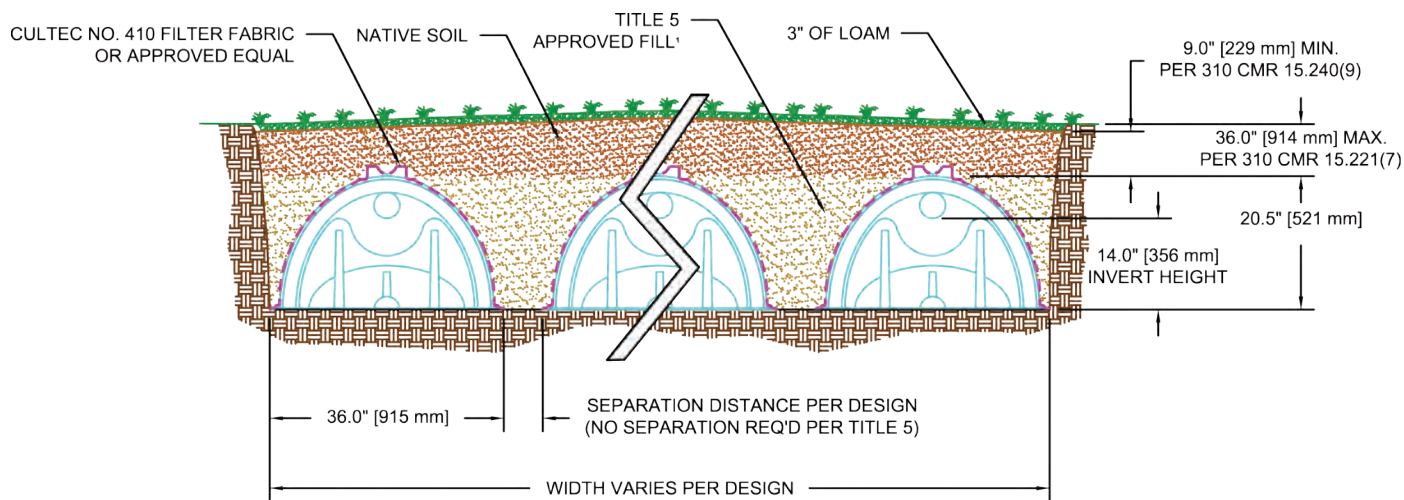 CULTEC NO. 410 FILTER FABRIC
OR APPROVED EQUAL
NATIVE SOIL
TITLE 5
APPROVED FILL¹
3" OF LOAM
9.0" [229 mm] MIN.
PER 310 CMR 15.240(9)
36.0" [914 mm] MAX.
PER 310 CMR 15.221(7)
20.5" [521 mm]
14.0" [356 mm]
INVERT HEIGHT
36.0" [915 mm]
SEPARATION DISTANCE PER DESIGN
(NO SEPARATION REQ'D PER TITLE 5)
WIDTH VARIES PER DESIGN